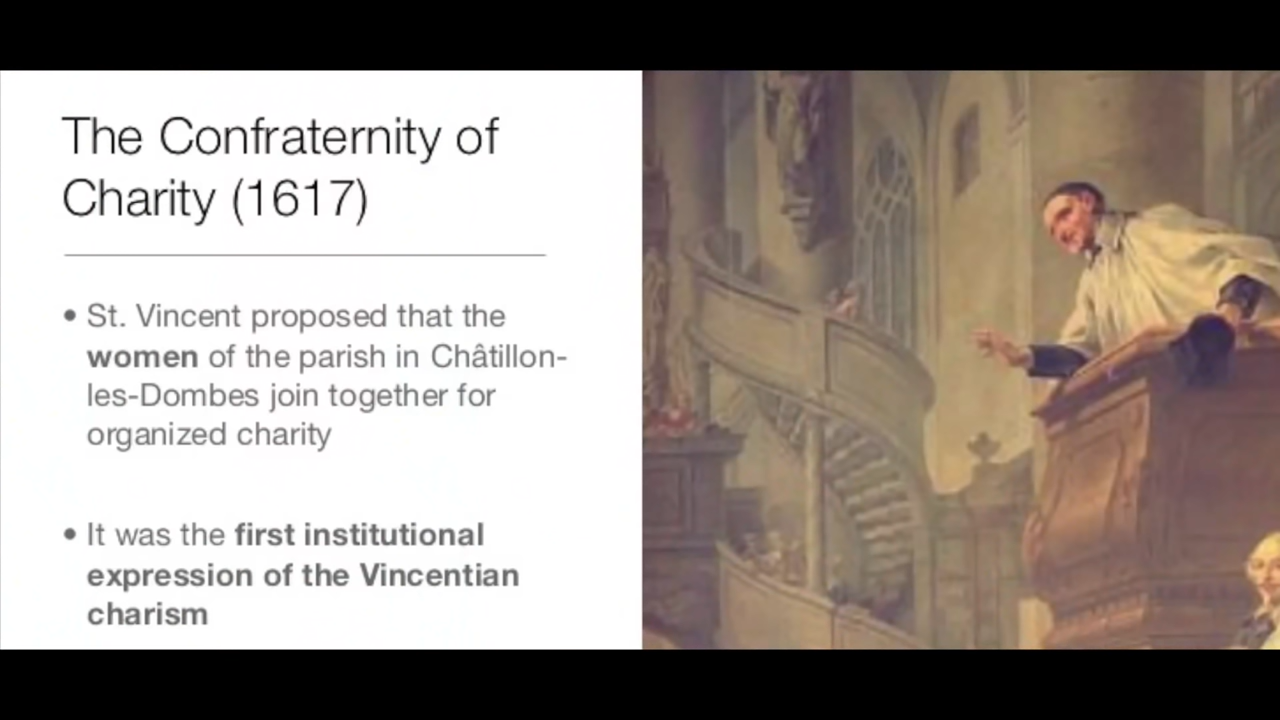 The Confraternity of
Charity (1617)
• St. Vincent proposed that the
women of the parish in Châtillon-
les-Dombes join together for
organized charity
• It was the first institutional
expression of the Vincentian
charism